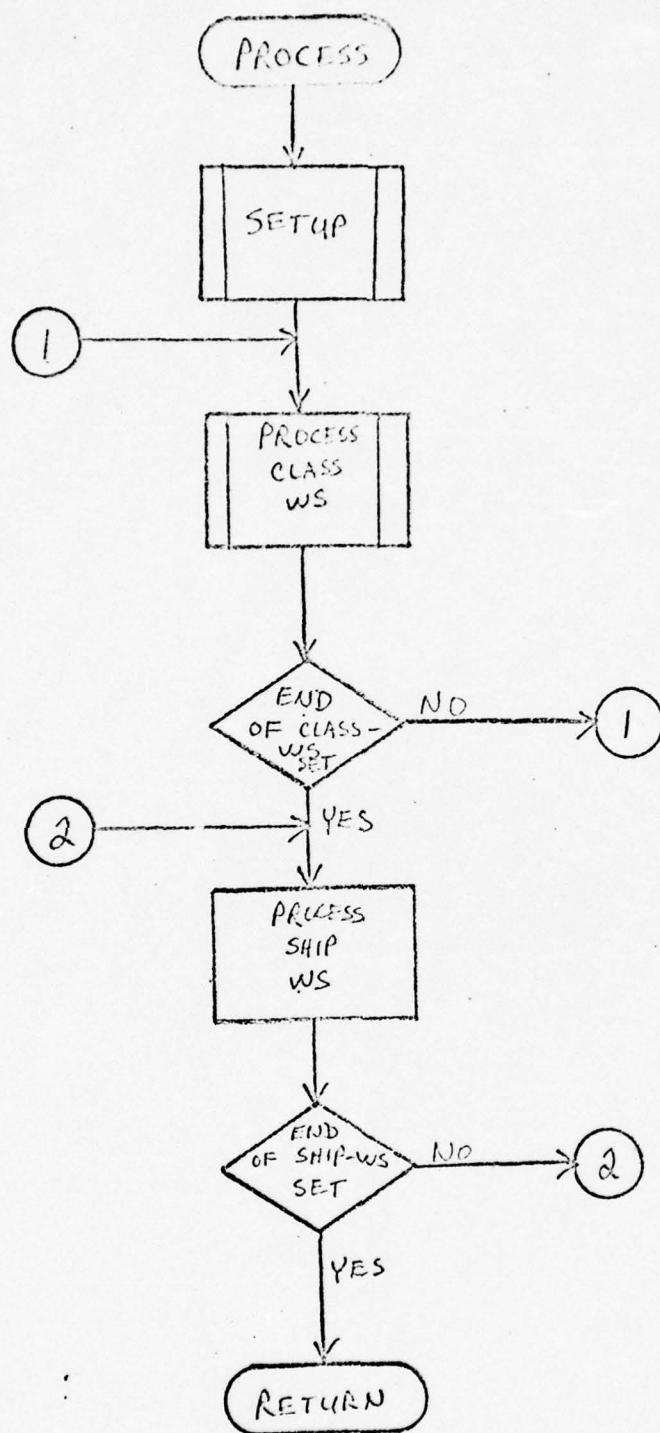 PROCESS
SETUP
1
PROCESS
CLASS
WS
END
OF CLASS-
WS
SET
NO
1
2
YES
PROCESS
SHIP
WS
END
OF SHIP-WS
SET
NO
2
YES
RETURN